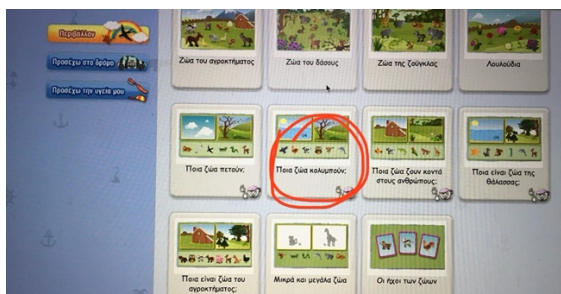 Περιβάλλον
Προσέχω στο δρόμο
Προσέχω την υγεία μου
Ζώα του αγροκτήματος
Ζώα του δάσους
Ζώα της ζούγκλας
Λουλούδια
Ποια ζώα πετούν;
Ποια ζώα κολυμπούν;
Ποια ζώα ζουν κοντά
στους ανθρώπους;
Ποια είναι ζώα της
θάλασσας;
Ποια είναι ζώα του
αγροκτήματος;
Μικρά και μεγάλα ζώα
Οι ήχοι των ζώων